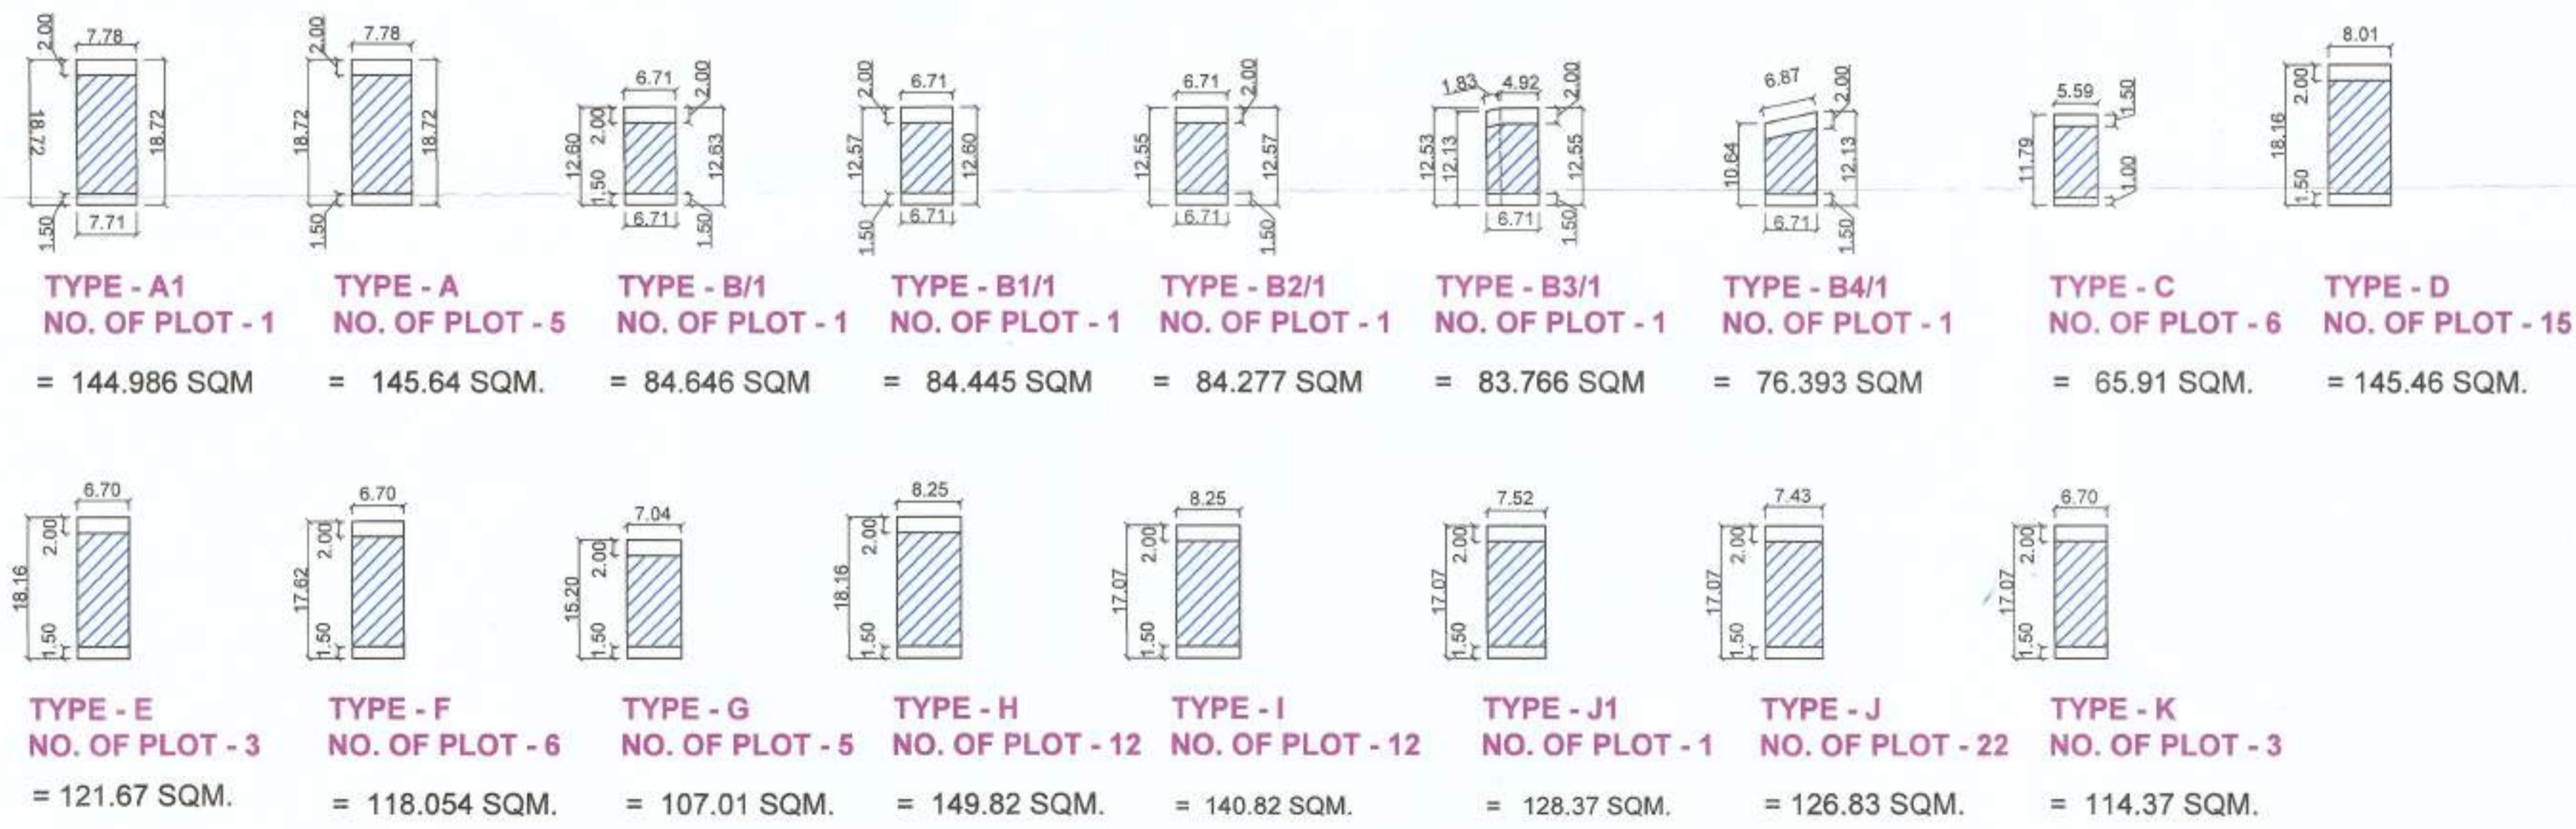 2.00 7.78
18.72 18.72
1.50 7.71
TYPE - A1
NO. OF PLOT - 1
= 144.986 SQM
2.00 7.78
18.72 18.72
1.50
TYPE - A
NO. OF PLOT - 5
= 145.64 SQM.
6.71 2.00
12.60 2.00 12.63
1.50 6.71 1.50
TYPE - B/1
NO. OF PLOT - 1
= 84.646 SQM
2.00 6.71
12.57 12.60
1.50 6.71
TYPE - B1/1
NO. OF PLOT - 1
= 84.445 SQM
6.71 2.00
12.55 12.57
6.71 1.50
TYPE - B2/1
NO. OF PLOT - 1
= 84.277 SQM
1.83 4.92 2.00
12.53 12.13 12.55
6.71 1.50
TYPE - B3/1
NO. OF PLOT - 1
= 83.766 SQM
6.87 2.00
10.64 12.13
6.71 1.50
TYPE - B4/1
NO. OF PLOT - 1
= 76.393 SQM
5.59 1.50
11.79 1.00
TYPE - C
NO. OF PLOT - 6
= 65.91 SQM.
8.01
2.00
18.16
1.50
TYPE - D
NO. OF PLOT - 15
= 145.46 SQM.
6.70
2.00
18.16
1.50
TYPE - E
NO. OF PLOT - 3
= 121.67 SQM.
6.70
2.00
17.62
1.50
TYPE - F
NO. OF PLOT - 6
= 118.054 SQM.
7.04
2.00
15.20
1.50
TYPE - G
NO. OF PLOT - 5
= 107.01 SQM.
8.25
2.00
18.16
1.50
TYPE - H
NO. OF PLOT - 12
= 149.82 SQM.
8.25
2.00
17.07
1.50
TYPE - I
NO. OF PLOT - 12
= 140.82 SQM.
7.52
2.00
17.07
1.50
TYPE - J1
NO. OF PLOT - 1
= 128.37 SQM.
7.43
2.00
17.07
1.50
TYPE - J
NO. OF PLOT - 22
= 126.83 SQM.
6.70
2.00
17.07
1.50
TYPE - K
NO. OF PLOT - 3
= 114.37 SQM.